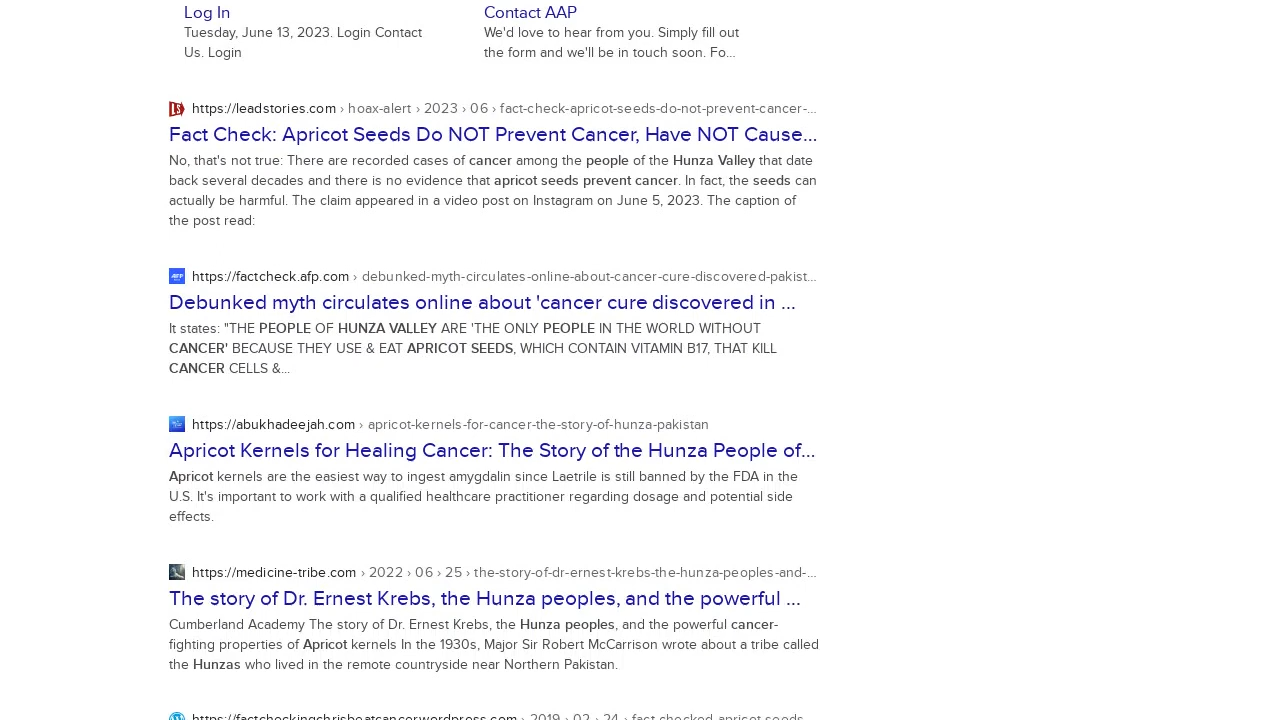 Log In
Contact AAP
Tuesday, June 13, 2023. Login Contact
Us. Login
We'd love to hear from you. Simply fill out
the form and we'll be in touch soon. Fo...
https://leadstories.com › hoax-alert › 2023 › 06 › fact-check-apricot-seeds-do-not-prevent-cancer-...
Fact Check: Apricot Seeds Do NOT Prevent Cancer, Have NOT Cause...
No, that's not true: There are recorded cases of cancer among the people of the Hunza Valley that date
back several decades and there is no evidence that apricot seeds prevent cancer. In fact, the seeds can
actually be harmful. The claim appeared in a video post on Instagram on June 5, 2023. The caption of
the post read:
https://factcheck.afp.com › debunked-myth-circulates-online-about-cancer-cure-discovered-pakist...
Debunked myth circulates online about 'cancer cure discovered in ...
It states: "THE PEOPLE OF HUNZA VALLEY ARE 'THE ONLY PEOPLE IN THE WORLD WITHOUT
CANCER' BECAUSE THEY USE & EAT APRICOT SEEDS, WHICH CONTAIN VITAMIN B17, THAT KILL
CANCER CELLS &...
https://abukhadeejah.com › apricot-kernels-for-cancer-the-story-of-hunza-pakistan
Apricot Kernels for Healing Cancer: The Story of the Hunza People of...
Apricot kernels are the easiest way to ingest amygdalin since Laetrile is still banned by the FDA in the
U.S. It's important to work with a qualified healthcare practitioner regarding dosage and potential side
effects.
https://medicine-tribe.com › 2022 › 06 › 25 › the-story-of-dr-ernest-krebs-the-hunza-peoples-and-...
The story of Dr. Ernest Krebs, the Hunza peoples, and the powerful ...
Cumberland Academy The story of Dr. Ernest Krebs, the Hunza peoples, and the powerful cancer-
fighting properties of Apricot kernels In the 1930s, Major Sir Robert McCarrison wrote about a tribe called
the Hunzas who lived in the remote countryside near Northern Pakistan.
https://factcheckingchrisbeatcancer.wordpress.com › 2019 › 02 › 24 › fact-checked-apricot-seeds-...